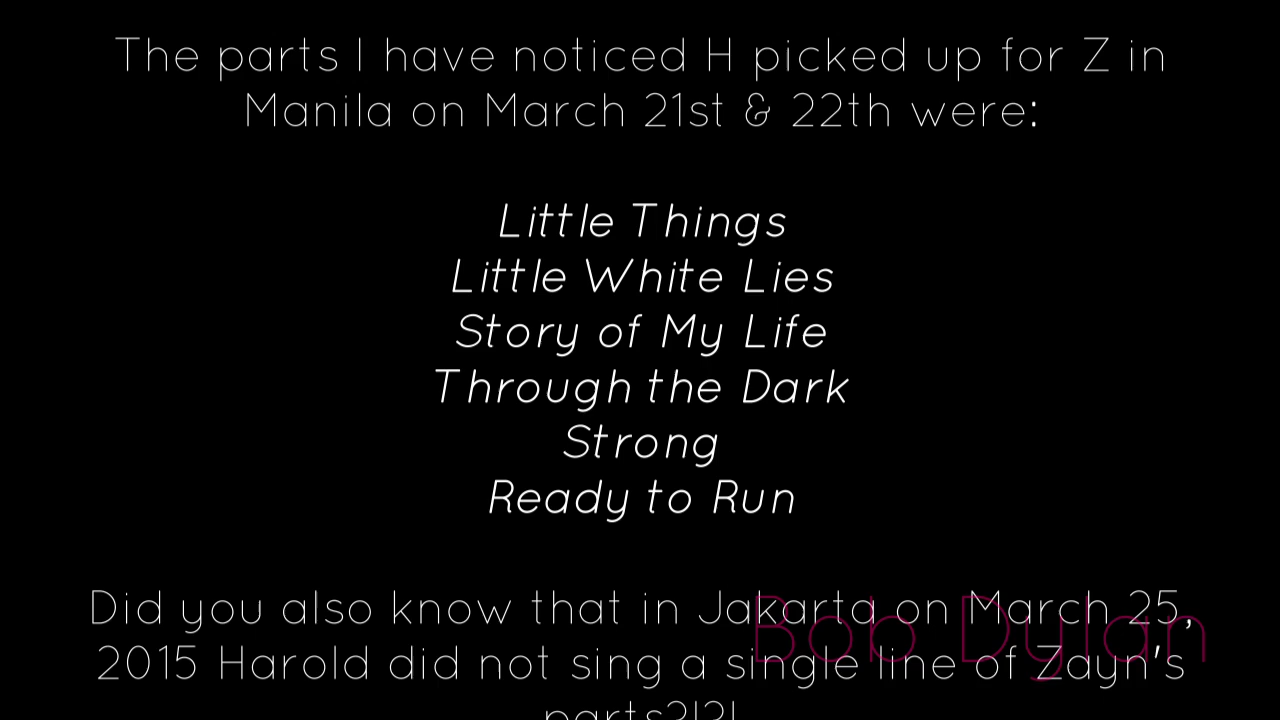 The parts I have noticed H picked up for Z in
Manila on March 21st & 22th were:
Little Things
Little White Lies
Story of My Life
Through the Dark
Strong
Ready to Run
Did you also know that in Jakarta on March 25,
2015 Harold did not sing a single line of Zayn's
parts?!?!
Bob Dylan